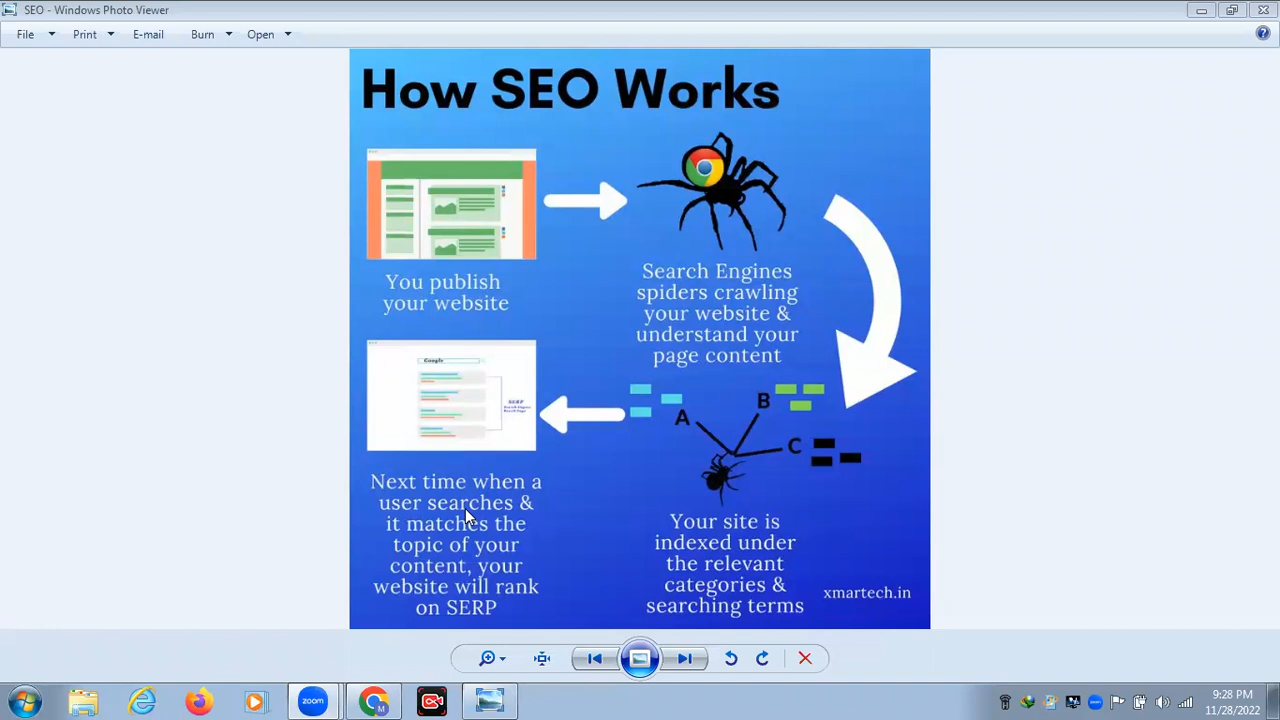 SEO - Windows Photo Viewer
File Print E-mail Burn Open
How SEO Works
You publish
your website
Search Engines
spiders crawling
your website &
understand your
page content
A
B
C
Your site is
indexed under
the relevant
categories &
searching terms
Google
SERP
Next time when a
user searches &
it matches the
topic of your
content, your
website will rank
on SERP
xmartech.in
zoom
M
9:28 PM
11/28/2022